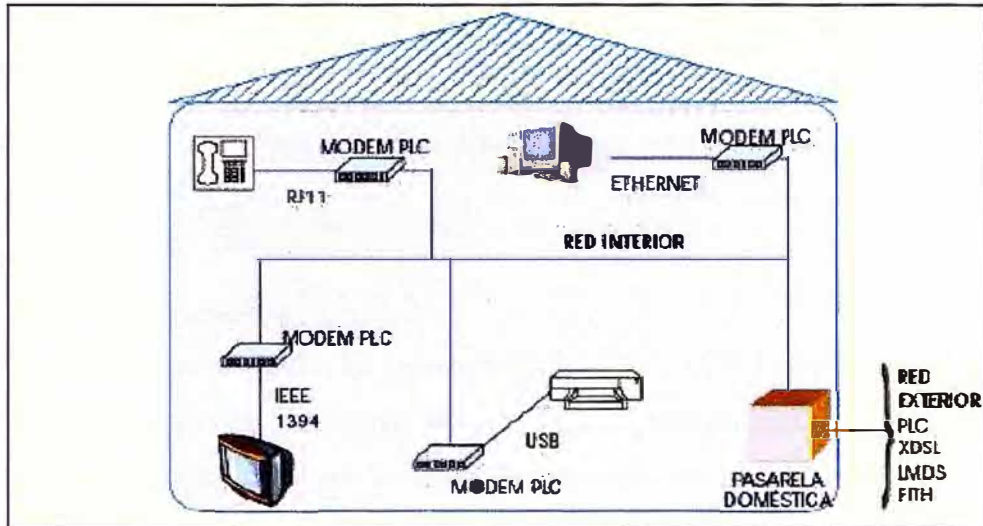 MODEM PLC
RJ11
MODEM PLC
ETHERNET
RED INTERIOR
MODEM PLC
IEEE
1394
USB
MODEM PLC
PASARELA
DOMÉSTICA
RED
EXTERIOR
PLC
XDSL
LMDS
FTTH